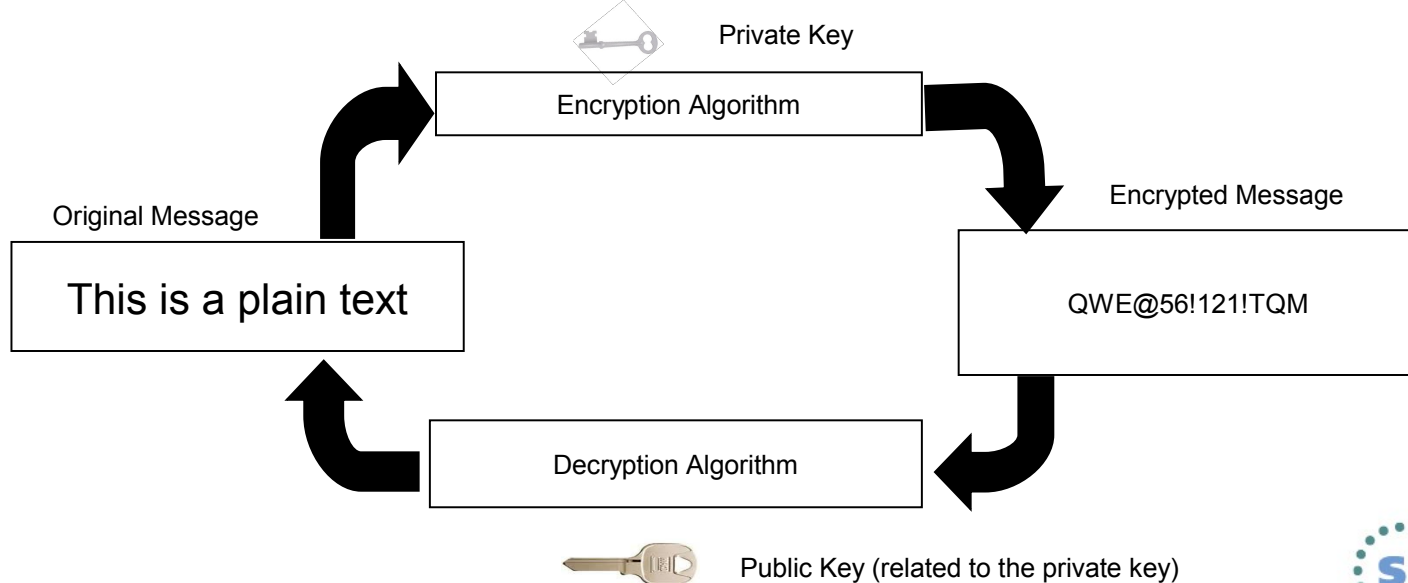 Private Key
Encryption Algorithm
Original Message
Encrypted Message
This is a plain text
QWE@56!121!TQM
Decryption Algorithm
Public Key (related to the private key)
S